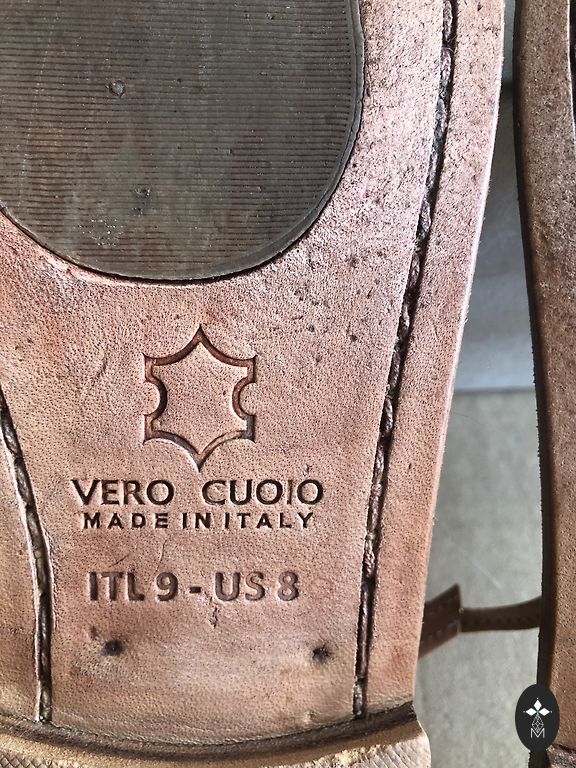 VERO CUOIO
MADE IN ITALY
ITL 9 - US 8